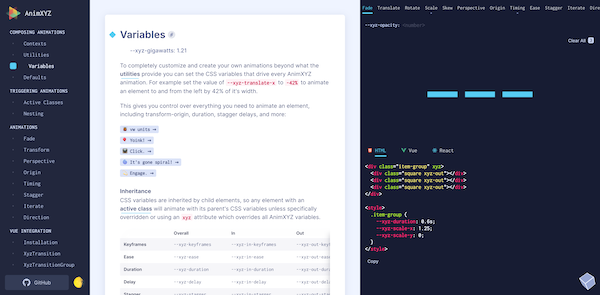 AnimXYZ
COMPOSING ANIMATIONS
Contexts
Utilities
Variables
Defaults
TRIGGERING ANIMATIONS
Active Classes
Nesting
ANIMATIONS
Fade
Transform
Perspective
Origin
Timing
Stagger
Iterate
Direction
VUE INTEGRATION
Installation
XyzTransition
XyzTransitionGroup
GitHub
Variables
--xyz-gigawatts: 1.21
To completely customize and create your own animations beyond what the
utilities provide you can set the CSS variables that drive every AnimXYZ
animation. For example set the value of --xyz-translate-x to -42% to animate
an element to and from the left by 42% of it's width.
This gives you control over everything you need to animate an element,
including transform-origin, duration, stagger delays, and more:
vw units →
Yoink! →
Click. →
It's gone spiral! →
Engage. →
Inheritance
CSS variables are inherited by child elements, so any element with an
active class will animate with its parent's CSS variables unless specifically
overridden or using an xyz attribute which overrides all AnimXYZ variables.
Overall In Out
Keyframes --xyz-keyframes --xyz-in-keyframes --xyz-out-key
Ease --xyz-ease --xyz-in-ease --xyz-out-ease
Duration --xyz-duration --xyz-in-duration --xyz-out-dura
Delay --xyz-delay --xyz-in-delay --xyz-out-dela
Fade Translate Rotate Scale Skew Perspective Origin Timing Ease Stagger Iterate Dire
--xyz-opacity: <number>
Clear All 3
HTML Vue React
<div class="item-group" xyz>
<div class="square xyz-out"></div>
<div class="square xyz-out"></div>
<div class="square xyz-out"></div>
</div>
<style>
.item-group {
--xyz-duration: 0.6s;
--xyz-scale-x: 1.25;
--xyz-scale-y: 0;
}
</style>
Copy